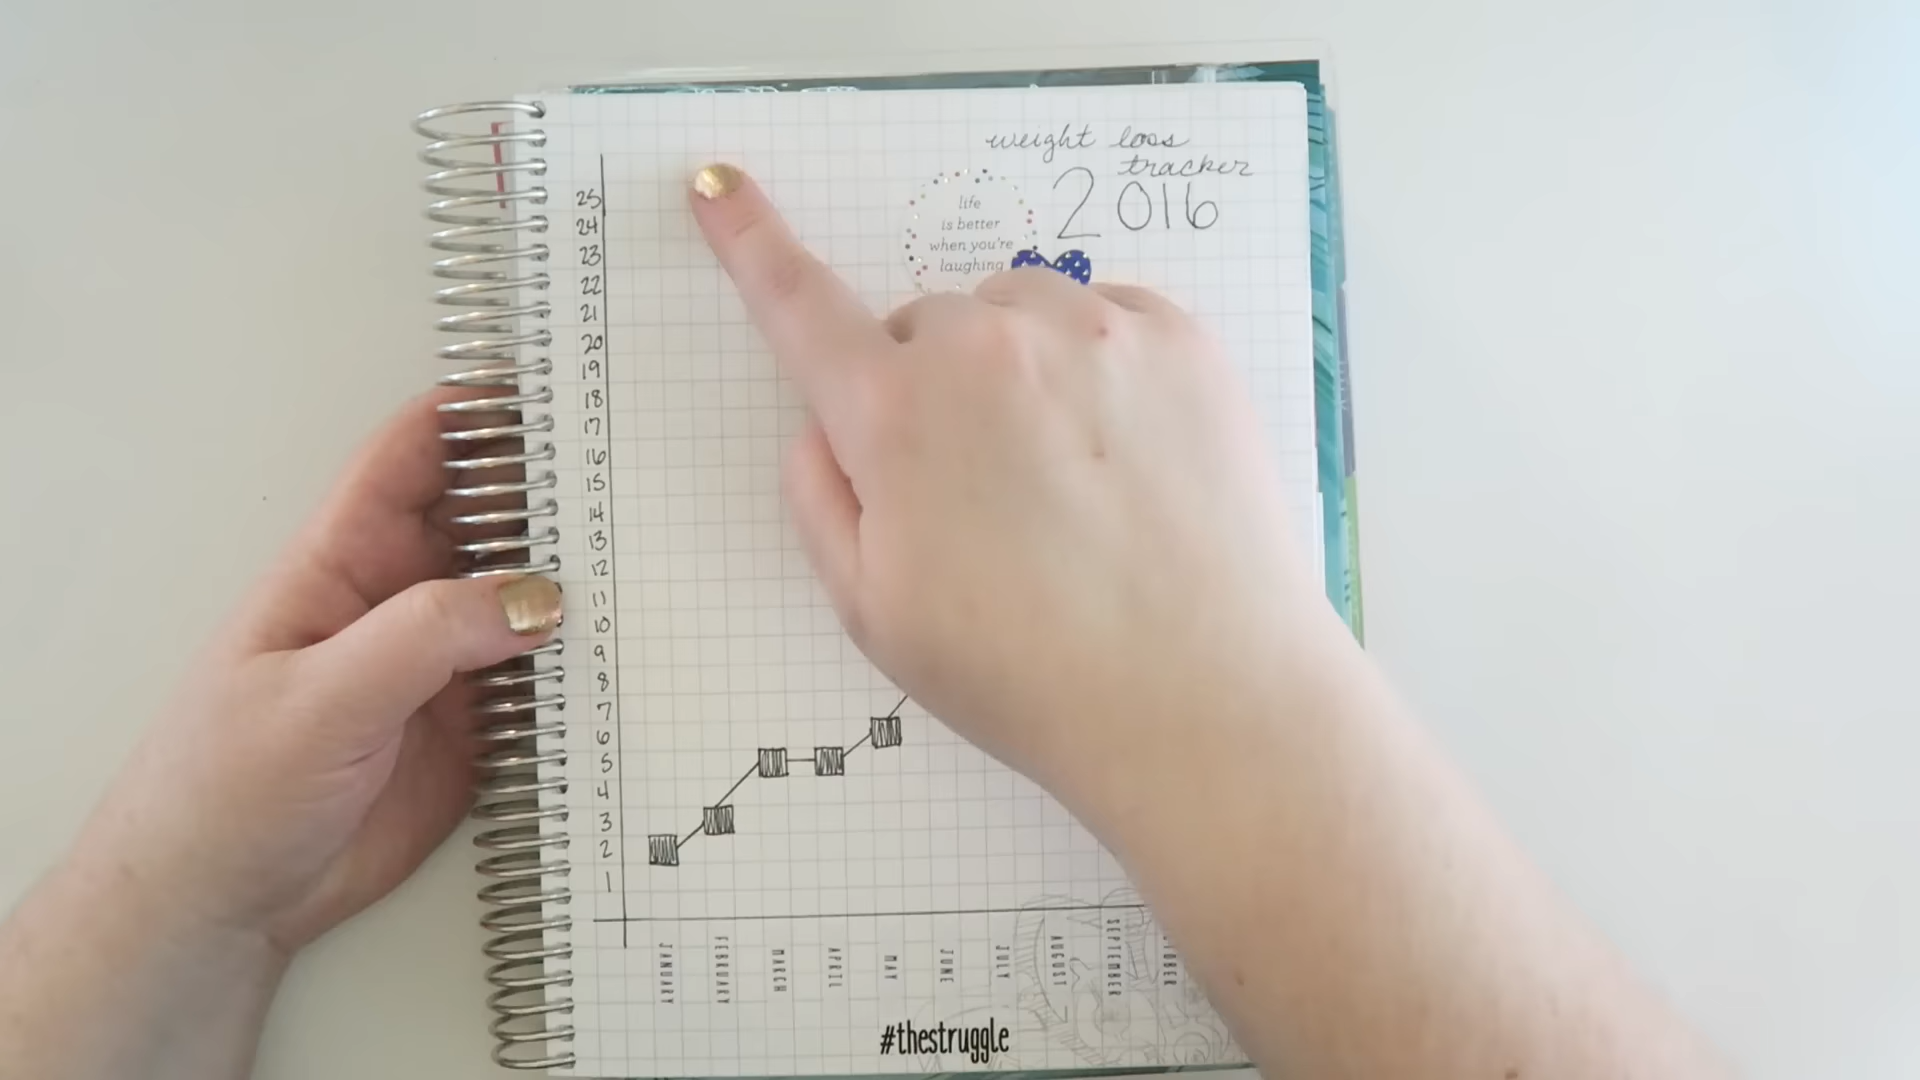 weight loss
tracker
2016
life
is better
when you're
laughing
25
24
23
22
21
20
19
18
17
16
15
14
13
12
11
10
9
8
7
6
5
4
3
2
1
JANUARY
FEBRUARY
MARCH
APRIL
MAY
JUNE
JULY
AUGUST
SEPTEMBER
#thestruggle